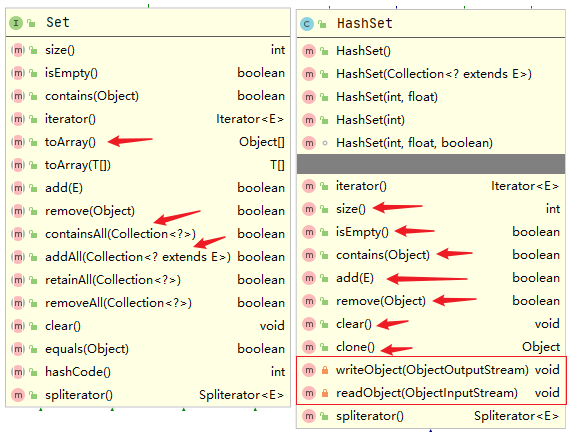 I Set
m size() int
m isEmpty() boolean
m contains(Object) boolean
m iterator() Iterator<E>
m toArray() Object[]
m toArray(T[]) T[]
m add(E) boolean
m remove(Object) boolean
m containsAll(Collection<?>) boolean
m addAll(Collection<? extends E>) boolean
m retainAll(Collection<?>) boolean
m removeAll(Collection<?>) boolean
m clear() void
m equals(Object) boolean
m hashCode() int
m spliterator() Spliterator<E>
C HashSet
m HashSet()
m HashSet(Collection<? extends E>)
m HashSet(int, float)
m HashSet(int)
m HashSet(int, float, boolean)
m iterator() Iterator<E>
m size() int
m isEmpty() boolean
m contains(Object) boolean
m add(E) boolean
m remove(Object) boolean
m clear() void
m clone() Object
m writeObject(ObjectOutputStream) void
m readObject(ObjectInputStream) void
m spliterator() Spliterator<E>